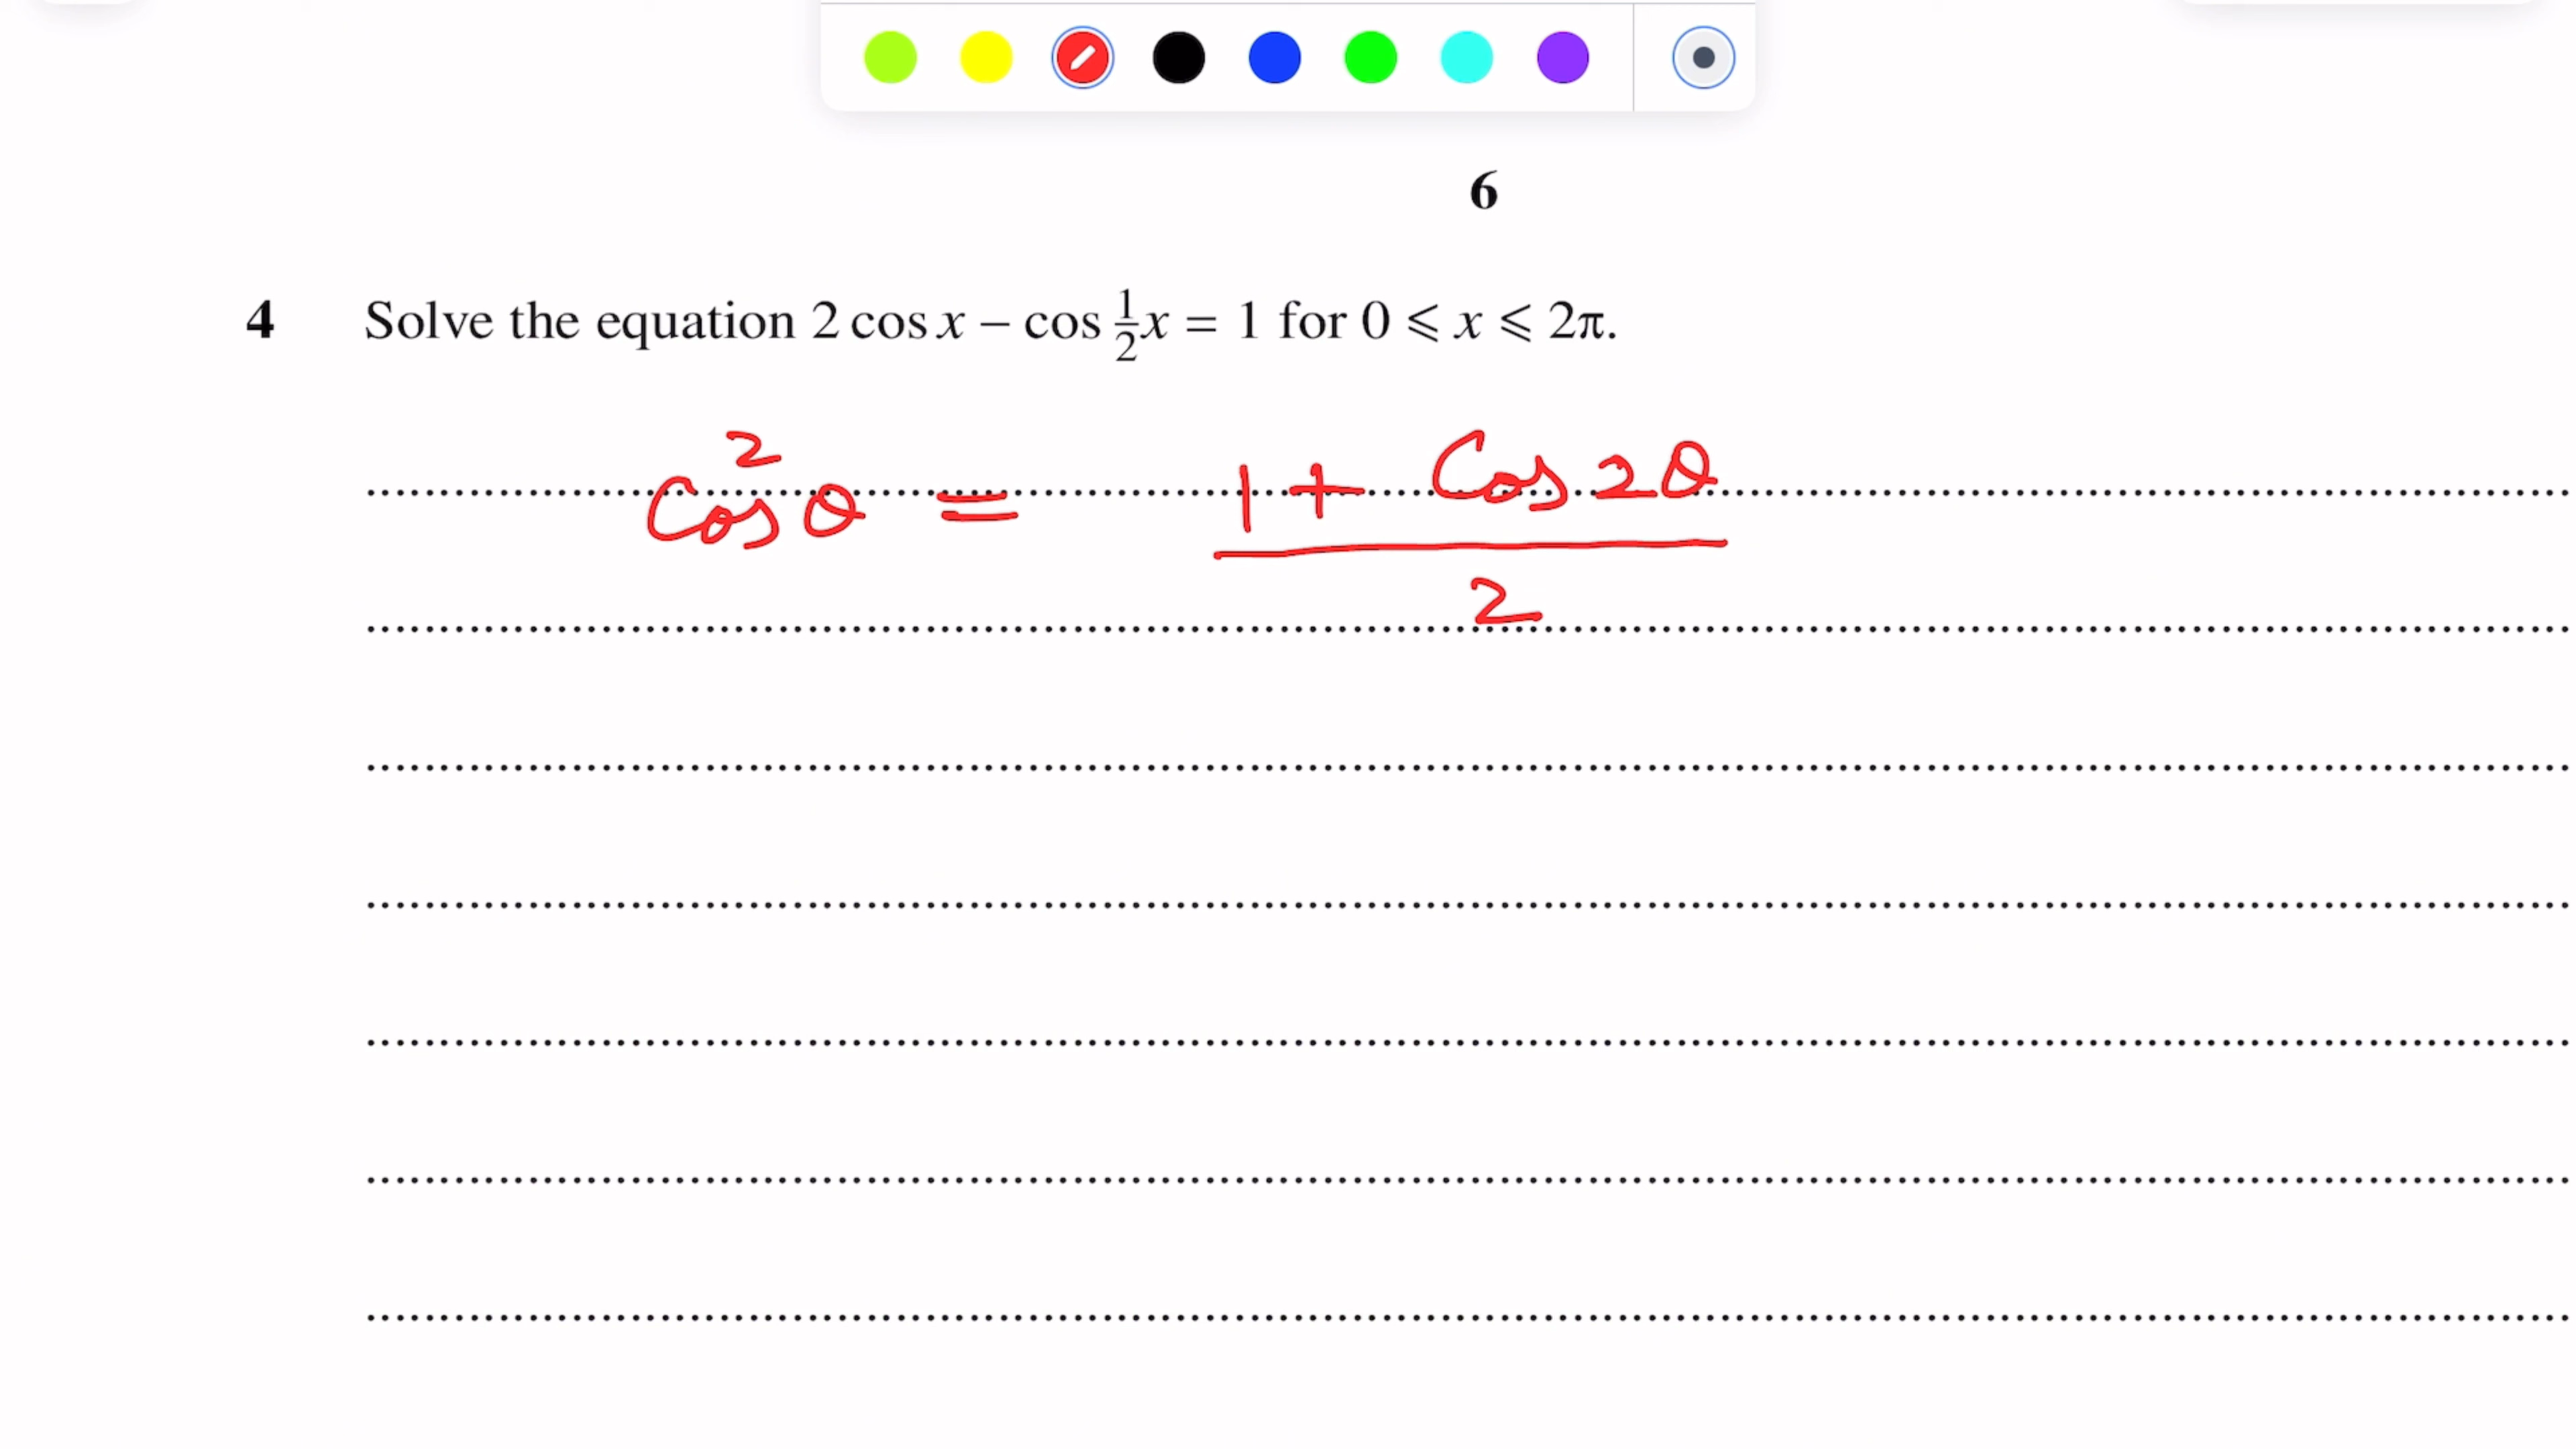 6
4 Solve the equation 2 cos x – cos ½x = 1 for 0 ⩽ x ⩽ 2π.
Cos²θ = (1 + Cos 2θ)/2